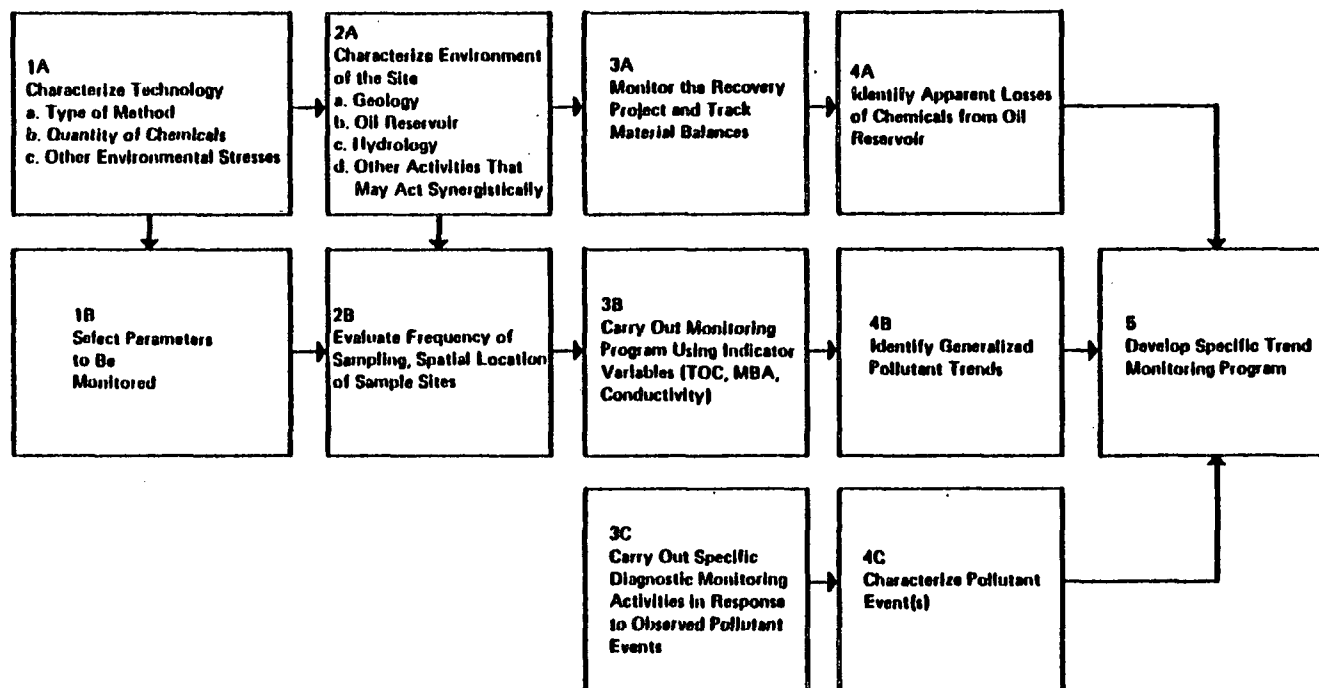 1A
Characterize Technology
a. Type of Method
b. Quantity of Chemicals
c. Other Environmental Stresses
2A
Characterize Environment
of the Site
a. Geology
b. Oil Reservoir
c. Hydrology
d. Other Activities That
May Act Synergistically
3A
Monitor the Recovery
Project and Track
Material Balances
4A
Identify Apparent Losses
of Chemicals from Oil
Reservoir
1B
Select Parameters
to Be
Monitored
2B
Evaluate Frequency of
Sampling, Spatial Location
of Sample Sites
3B
Carry Out Monitoring
Program Using Indicator
Variables (TOC, MBA,
Conductivity)
4B
Identify Generalized
Pollutant Trends
5
Develop Specific Trend
Monitoring Program
3C
Carry Out Specific
Diagnostic Monitoring
Activities in Response
to Observed Pollutant
Events
4C
Characterize Pollutant
Event(s)